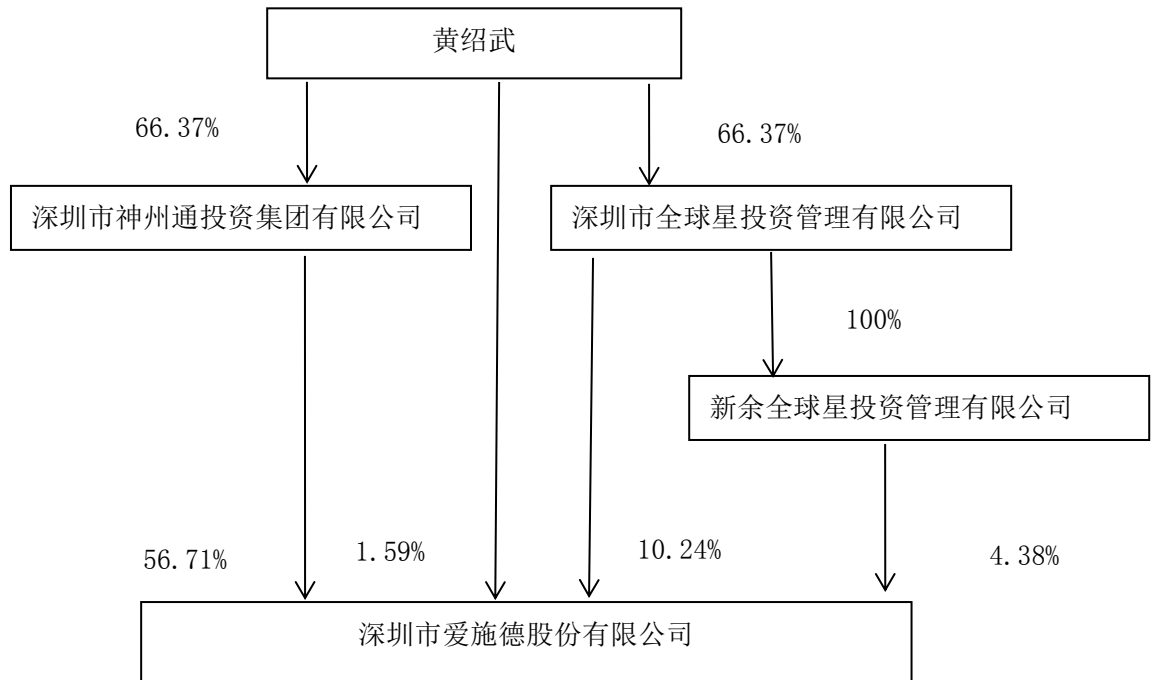 黄绍武
66.37%
66.37%
深圳市神州通投资集团有限公司
深圳市全球星投资管理有限公司
100%
新余全球星投资管理有限公司
56.71%
1.59%
10.24%
4.38%
深圳市爱施德股份有限公司